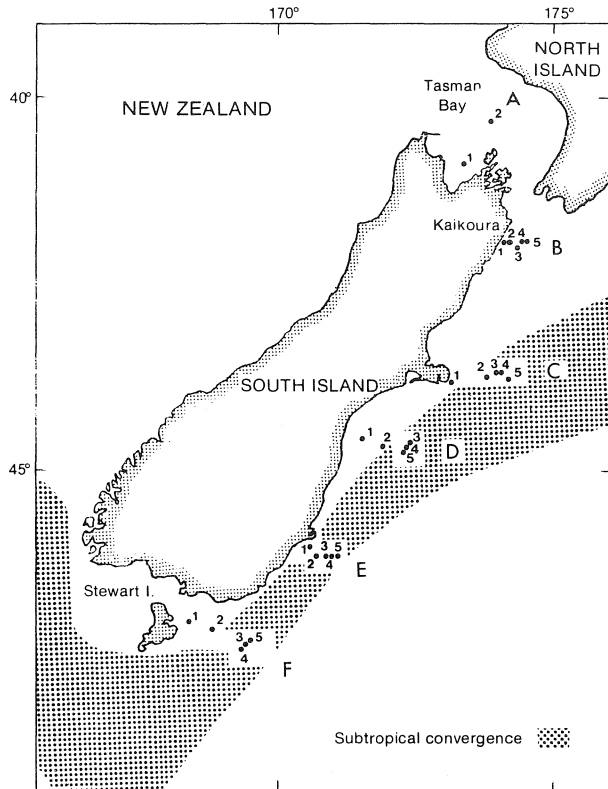 170°
175°
NORTH
ISLAND
Tasman
Bay
A
40°
NEW ZEALAND
2
1
Kaikoura
2 4
5
B
1
3
3 4
2
5
C
1
SOUTH ISLAND
1
2
3
4
5
D
45°
1
3 5
2
4
E
Stewart I.
1
2
3 5
4
F
Subtropical convergence